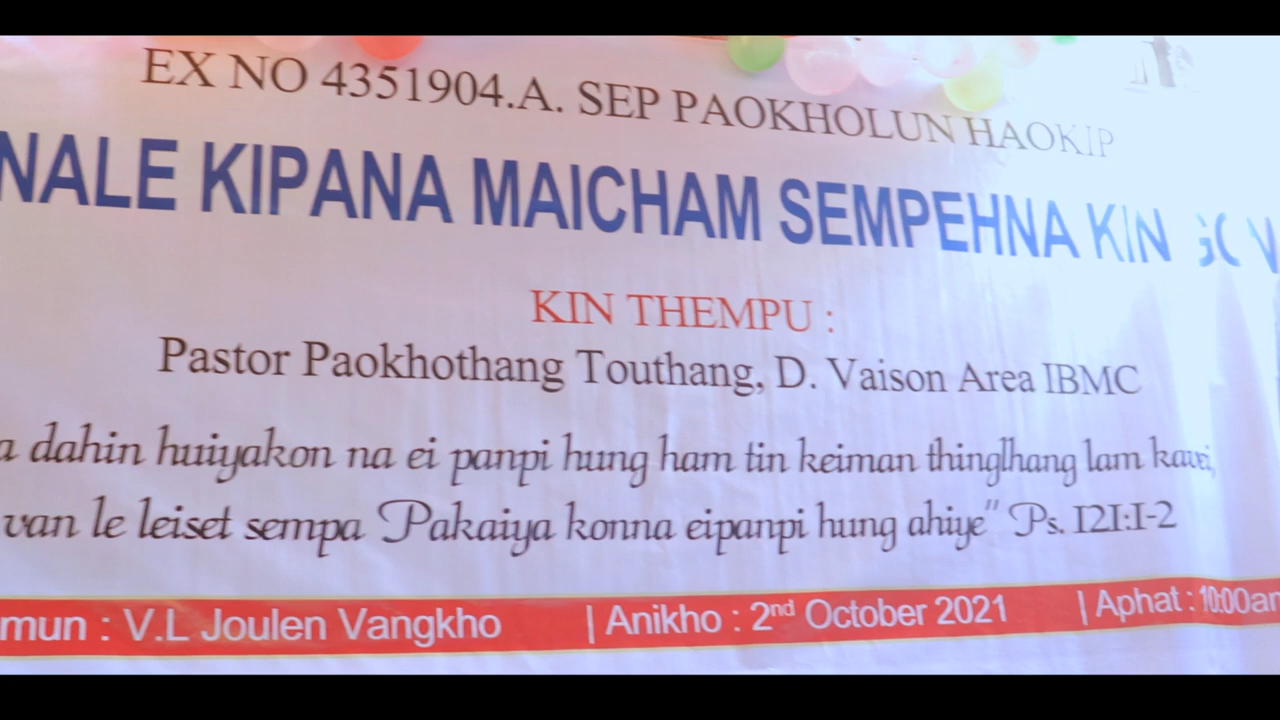 EX NO 4351904.A. SEP PAOKHOLUN HAOKIP
NALE KIPANA MAICHAM SEMPEHNA KIN
KIN THEMPU :
Pastor Paokhothang Touthang, D. Vaison Area IBMC
a dahin huiyakon na ei panpi hung ham tin keiman thinglhang lam kavei,
van le leiset sempa Pakaiya konna eipanpi hung ahiye" Ps. 121:1-2
mun : V.L Joulen Vangkho | Anikho : 2nd October 2021 | Aphat : 10:00am